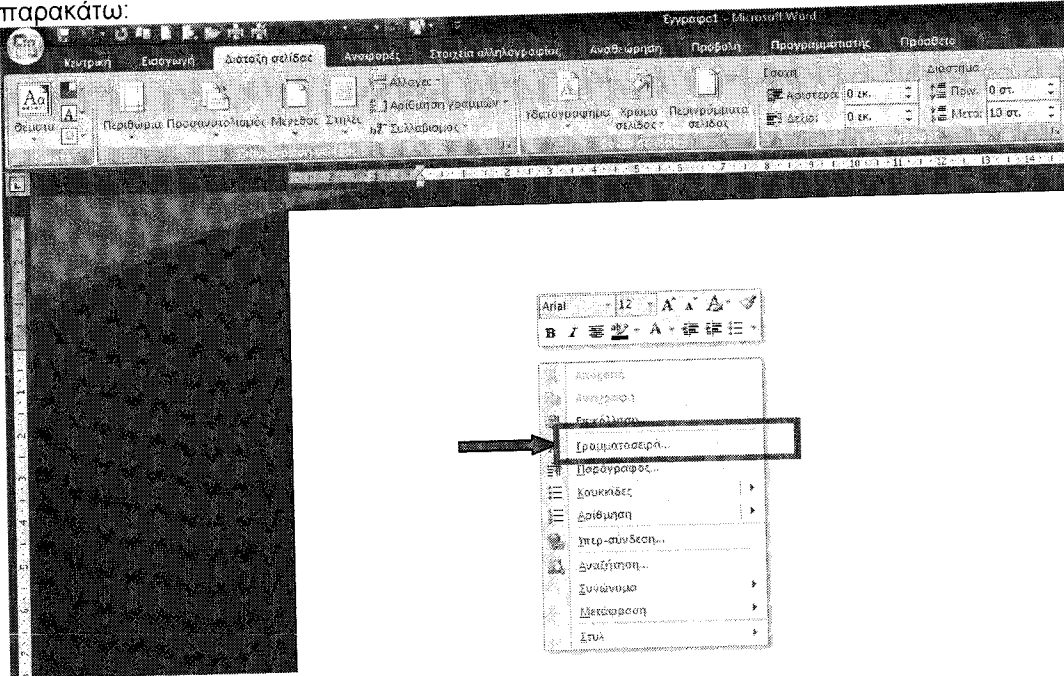 παρακάτω:
Έγγραφο1 - Microsoft Word
Κεντρική Εισαγωγή Διάταξη σελίδας Αναφορές Στοιχεία αλληλογραφίας Αναθεώρηση Προβολή Προγραμματιστής Πρόσθετα
Θέματα
Περιθώρια Προσανατολισμός Μέγεθος Στήλες
Αλλαγές
Αρίθμηση γραμμών
Συλλαβισμός
Υδατογράφημα Χρώμα σελίδας Περιγράμματα σελίδας
Εσοχή
Αριστερά: 0 εκ.
Δεξιά: 0 εκ.
Διάστημα
Πριν: 0 στ.
Μετά: 10 στ.
Arial 12
Αποκοπή
Αντιγραφή
Επικόλληση
Γραμματοσειρά...
Παράγραφος...
Κουκκίδες
Αρίθμηση
Υπερ-σύνδεση...
Αναζήτηση...
Συνώνυμα
Μετάφραση
Στυλ